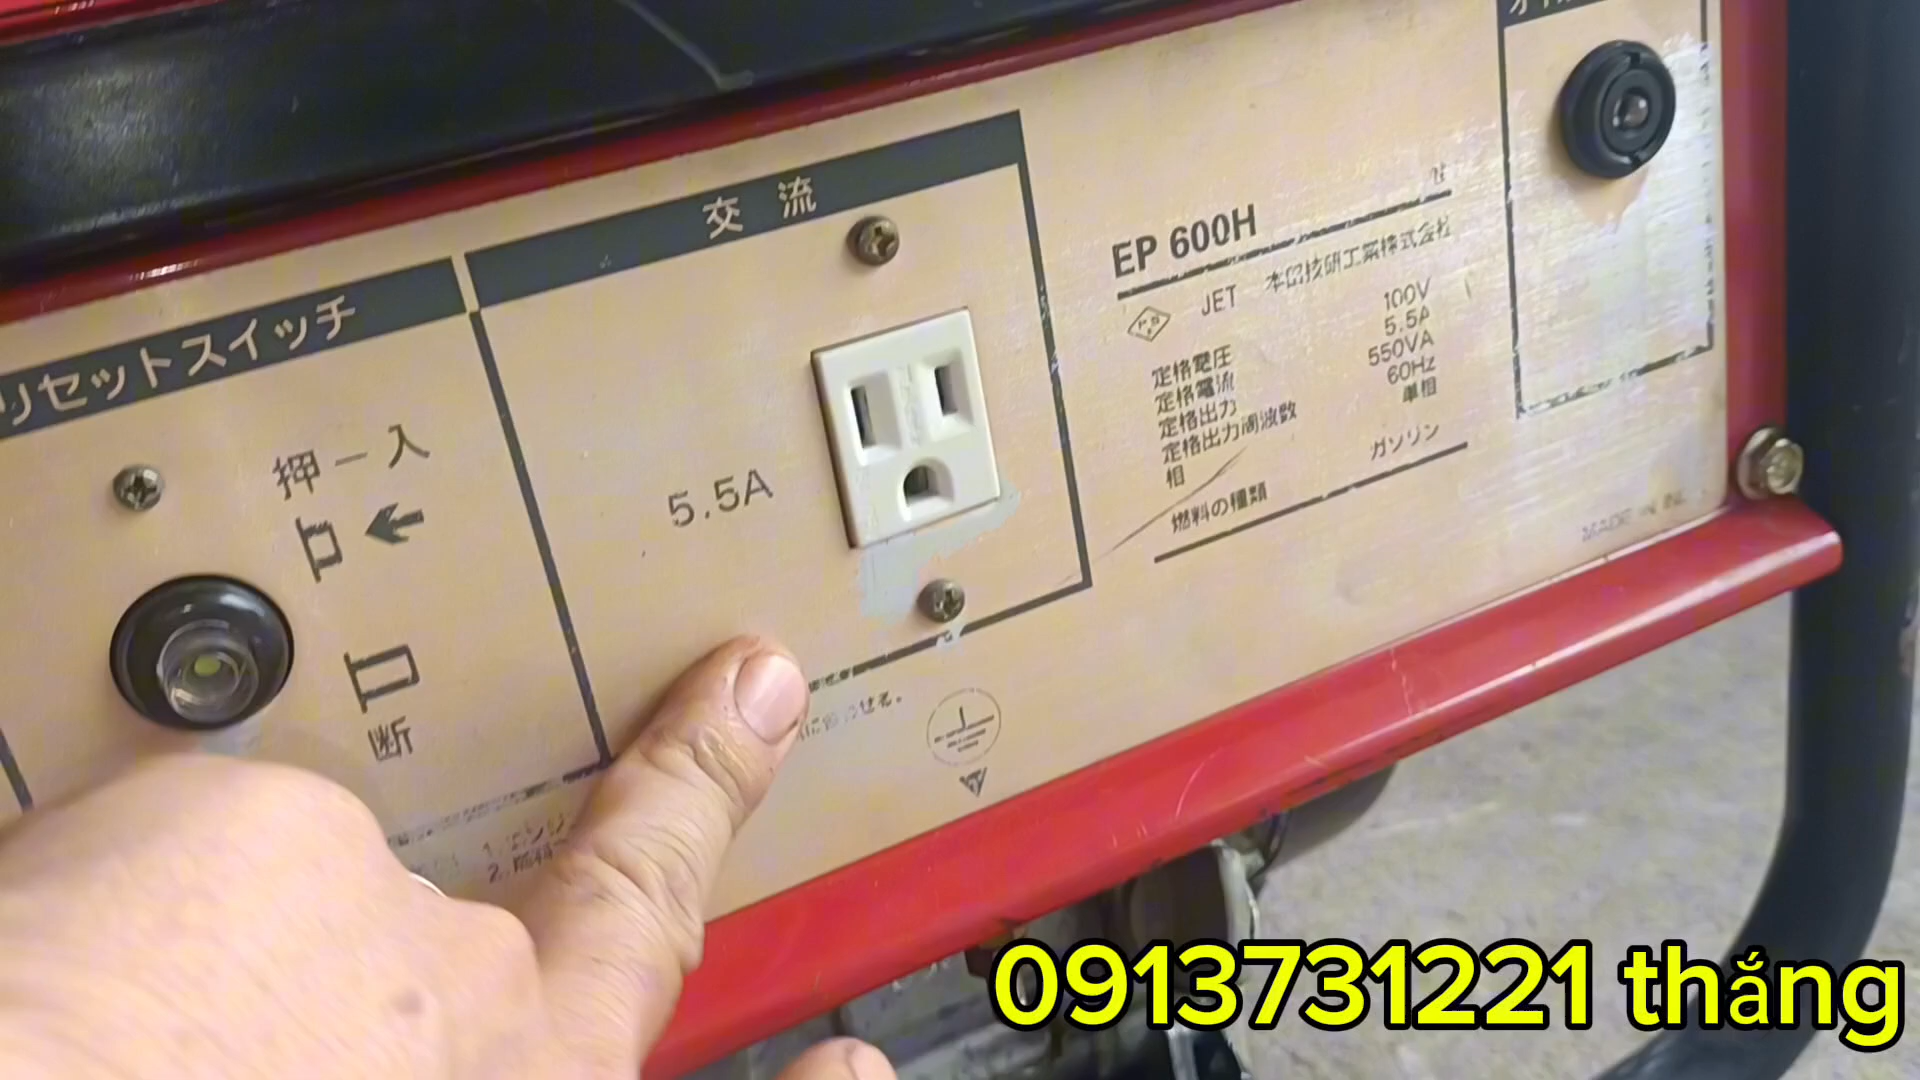 リセットスイッチ
押－入
断
交流
5.5A
EP 600H
JET 本田技研工業株式会社
定格電圧 100V
定格電流 5.5A
定格出力 550VA
定格出力周波数 60Hz
相 単相
燃料の種類 ガソリン
MADE IN
0913731221 thắng